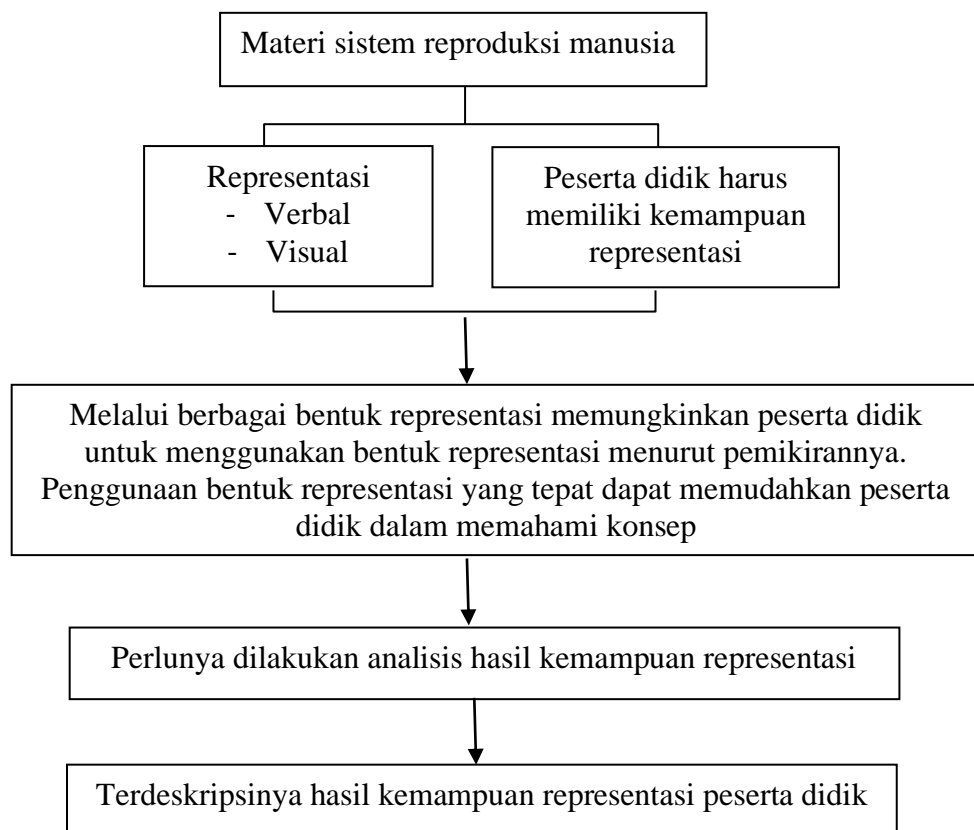 Materi sistem reproduksi manusia
Representasi
- Verbal
- Visual
Peserta didik harus
memiliki kemampuan
representasi
Melalui berbagai bentuk representasi memungkinkan peserta didik
untuk menggunakan bentuk representasi menurut pemikirannya.
Penggunaan bentuk representasi yang tepat dapat memudahkan peserta
didik dalam memahami konsep
Perlunya dilakukan analisis hasil kemampuan representasi
Terdeskripsinya hasil kemampuan representasi peserta didik